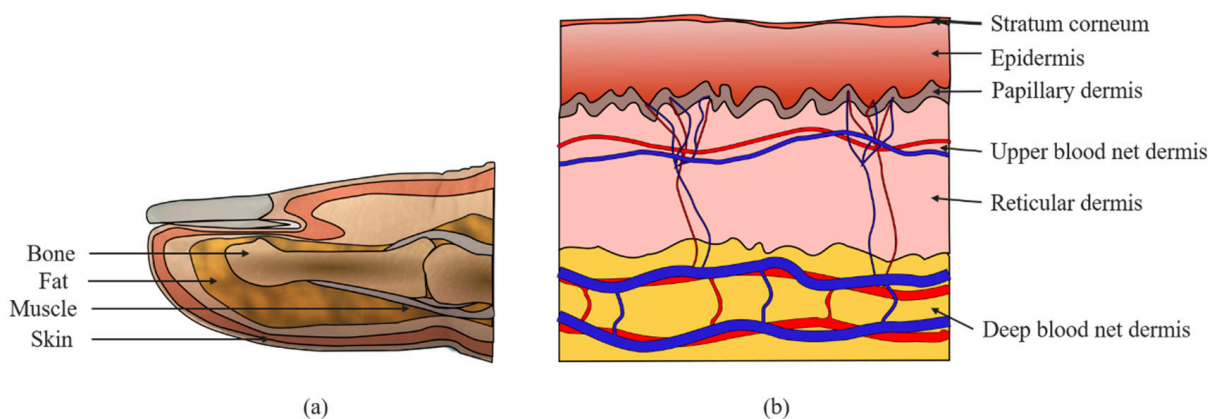 Bone
Fat
Muscle
Skin
(a)
Stratum corneum
Epidermis
Papillary dermis
Upper blood net dermis
Reticular dermis
Deep blood net dermis
(b)